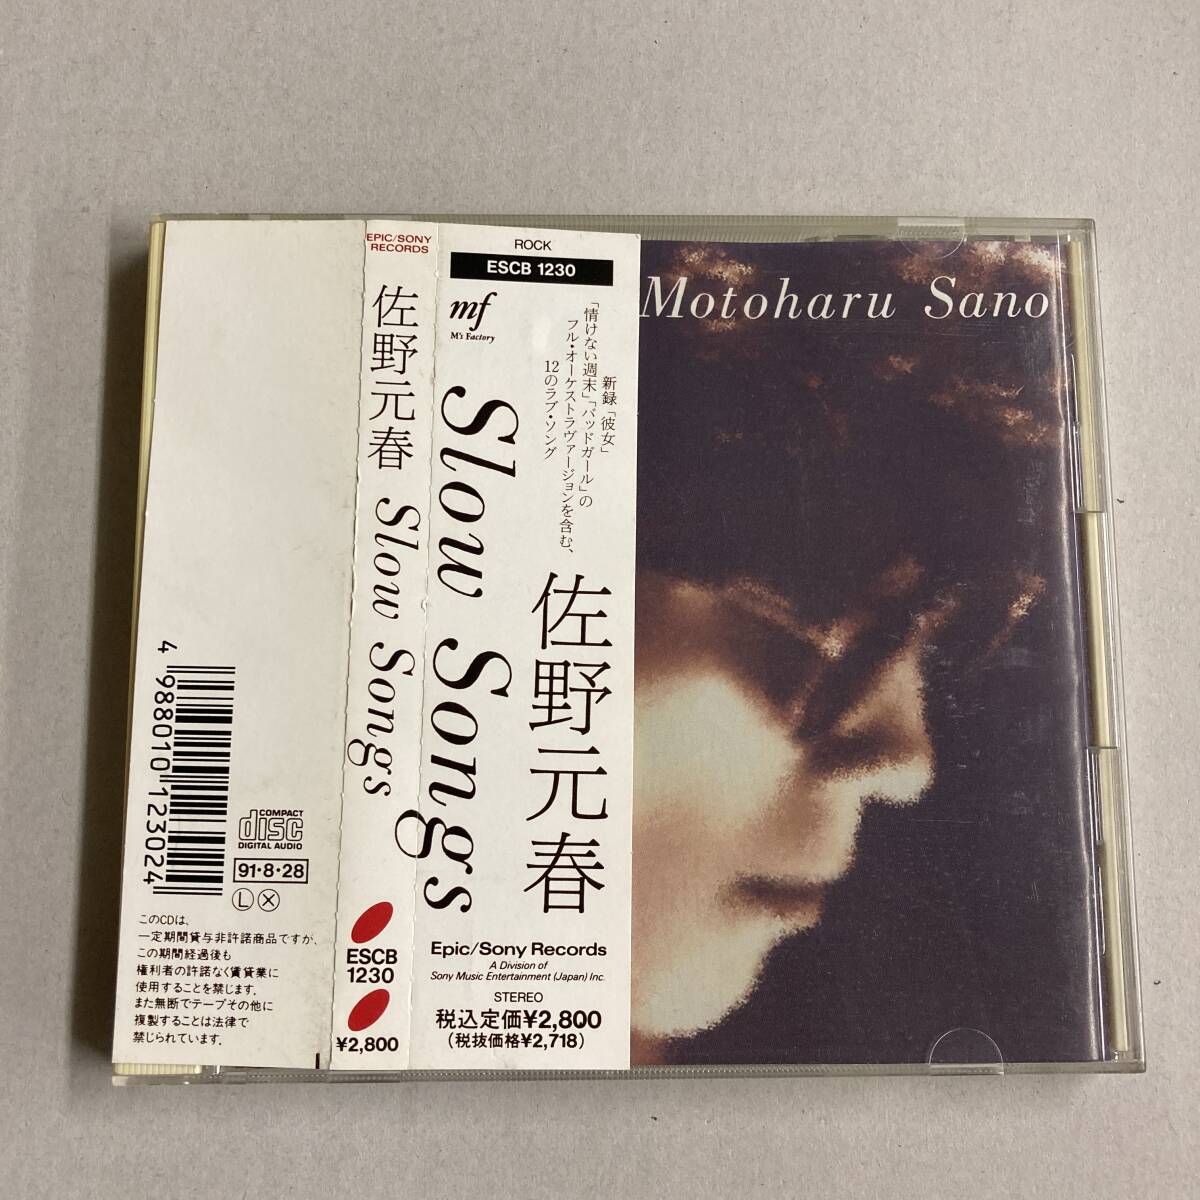 EPIC/SONY
RECORDS
佐野元春 Slow Songs
ESCB
1230
¥2,800
ROCK
ESCB 1230
mf
M's Factory
新録「彼女」
「情けない週末」「バッドガール」の
フル・オーケストラヴァージョンを含む、
12のラブ・ソング
Slow Songs
佐野元春
Epic/Sony Records
A Division of
Sony Music Entertainment (Japan) Inc.
STEREO
税込定価¥2,800
(税抜価格¥2,718)
Motoharu Sano
4 988010 123024
COMPACT
disc
DIGITAL AUDIO
91・8・28
Ⓛ Ⓧ
このCDは、
一定期間貸与非許諾商品ですが、
この期間経過後も
権利者の許諾なく賃貸業に
使用することを禁じます。
また無断でテープその他に
複製することは法律で
禁じられています。